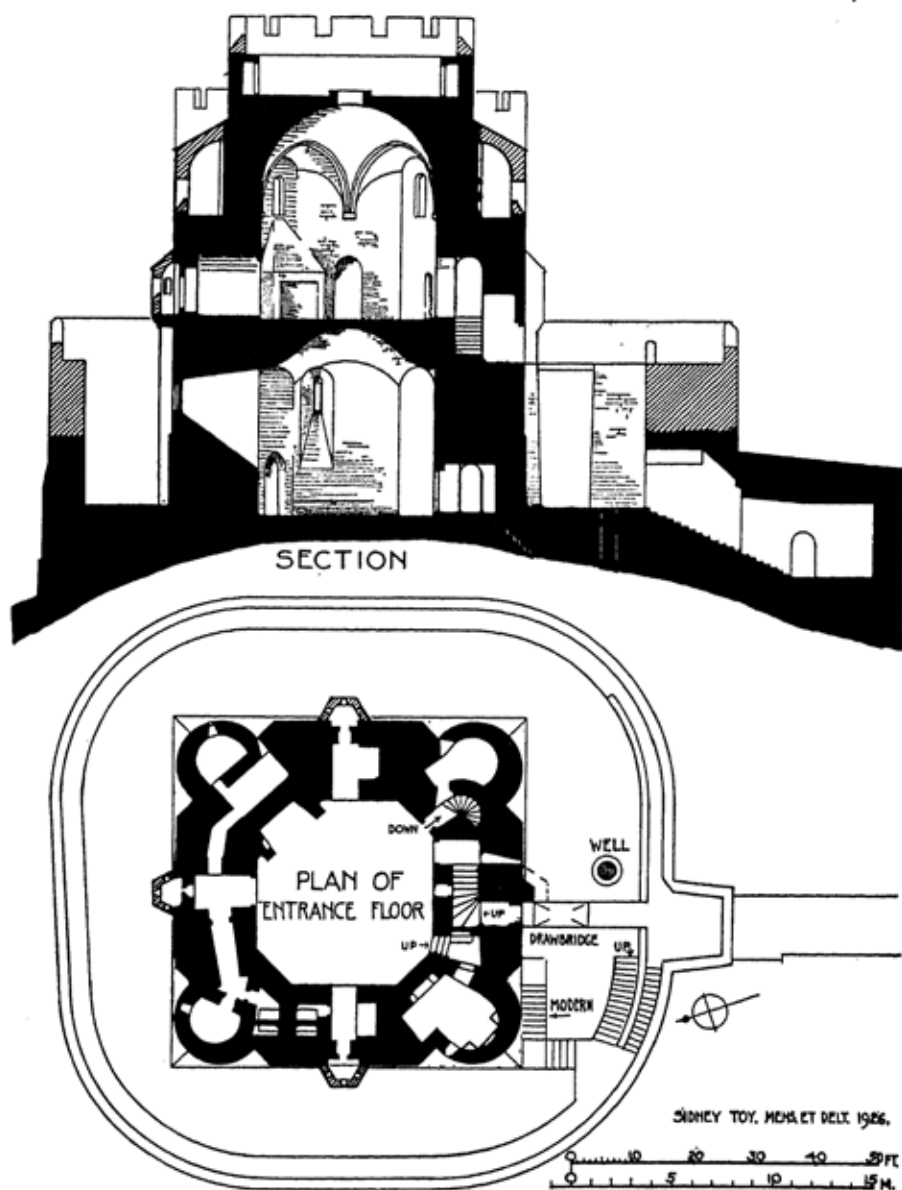 SECTION
DOWN
WELL
PLAN OF
ENTRANCE FLOOR
←UP
UP→
DRAWBRIDGE
UP
MODERN
SIDNEY TOY. MENS ET DELT. 1926.
0 10 20 30 40 50 FT.
0 5 10 15 M.